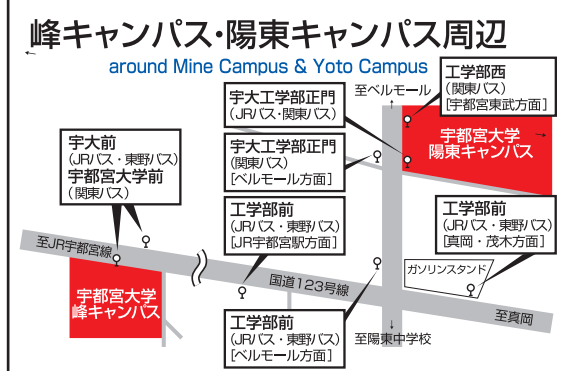 峰キャンパス・陽東キャンパス周辺
around Mine Campus & Yoto Campus
工学部西
(関東バス)
[宇都宮東武方面]
至ベルモール
宇大工学部正門
(JRバス・関東バス)
宇都宮大学
陽東キャンパス
宇大前
(JRバス・東野バス)
宇都宮大学前
(関東バス)
宇大工学部正門
(関東バス)
[ベルモール方面]
工学部前
(JRバス・東野バス)
[JR宇都宮駅方面]
工学部前
(JRバス・東野バス)
[真岡・茂木方面]
至JR宇都宮線
ガソリンスタンド
国道123号線
宇都宮大学
峰キャンパス
工学部前
(JRバス・東野バス)
[ベルモール方面]
至陽東中学校
至真岡